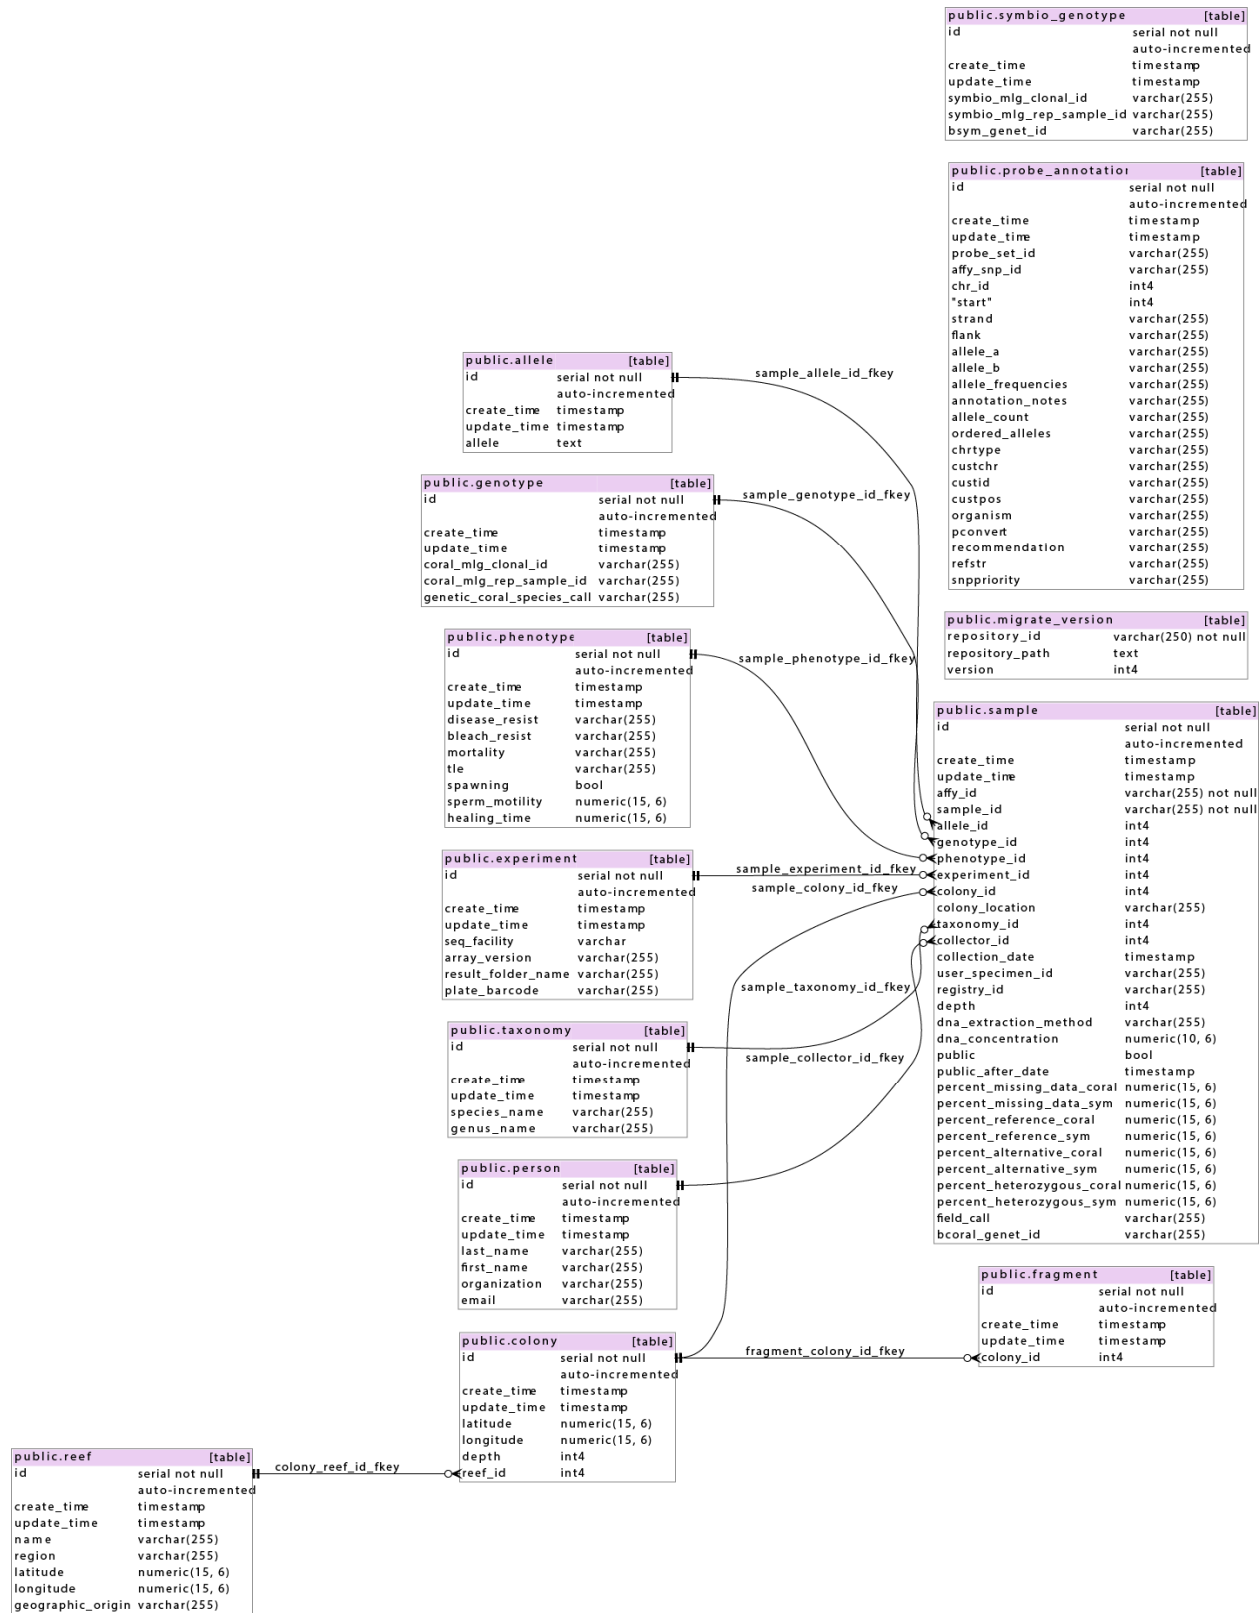 public.symbio_genotype [table]
id serial not null
auto-incremented
create_time timestamp
update_time timestamp
symbio_mlg_clonal_id varchar(255)
symbio_mlg_rep_sample_id varchar(255)
bsym_genet_id varchar(255)
public.probe_annotation [table]
id serial not null
auto-incremented
create_time timestamp
update_time timestamp
probe_set_id varchar(255)
affy_snp_id varchar(255)
chr_id int4
"start" int4
strand varchar(255)
flank varchar(255)
allele_a varchar(255)
allele_b varchar(255)
allele_frequencies varchar(255)
annotation_notes varchar(255)
allele_count varchar(255)
ordered_alleles varchar(255)
chrtype varchar(255)
custchr varchar(255)
custid varchar(255)
custpos varchar(255)
organism varchar(255)
pconvert varchar(255)
recommendation varchar(255)
refstr varchar(255)
snppriority varchar(255)
public.allele [table]
id serial not null
auto-incremented
create_time timestamp
update_time timestamp
allele text
sample_allele_id_fkey
public.genotype [table]
id serial not null
auto-incremented
create_time timestamp
update_time timestamp
coral_mlg_clonal_id varchar(255)
coral_mlg_rep_sample_id varchar(255)
genetic_coral_species_call varchar(255)
sample_genotype_id_fkey
public.migrate_version [table]
repository_id varchar(250) not null
repository_path text
version int4
public.phenotype [table]
id serial not null
auto-incremented
create_time timestamp
update_time timestamp
disease_resist varchar(255)
bleach_resist varchar(255)
mortality varchar(255)
tle varchar(255)
spawning bool
sperm_motility numeric(15, 6)
healing_time numeric(15, 6)
sample_phenotype_id_fkey
public.sample [table]
id serial not null
auto-incremented
create_time timestamp
update_time timestamp
affy_id varchar(255) not null
sample_id varchar(255) not null
allele_id int4
genotype_id int4
phenotype_id int4
experiment_id int4
colony_id int4
colony_location varchar(255)
taxonomy_id int4
collector_id int4
collection_date timestamp
user_specimen_id varchar(255)
registry_id varchar(255)
depth int4
dna_extraction_method varchar(255)
dna_concentration numeric(10, 6)
public bool
public_after_date timestamp
percent_missing_data_coral numeric(15, 6)
percent_missing_data_sym numeric(15, 6)
percent_reference_coral numeric(15, 6)
percent_reference_sym numeric(15, 6)
percent_alternative_coral numeric(15, 6)
percent_alternative_sym numeric(15, 6)
percent_heterozygous_coral numeric(15, 6)
percent_heterozygous_sym numeric(15, 6)
field_call varchar(255)
bcoral_genet_id varchar(255)
public.experiment [table]
id serial not null
auto-incremented
create_time timestamp
update_time timestamp
seq_facility varchar
array_version varchar(255)
result_folder_name varchar(255)
plate_barcode varchar(255)
sample_experiment_id_fkey
sample_colony_id_fkey
sample_taxonomy_id_fkey
public.taxonomy [table]
id serial not null
auto-incremented
create_time timestamp
update_time timestamp
species_name varchar(255)
genus_name varchar(255)
sample_collector_id_fkey
public.person [table]
id serial not null
auto-incremented
create_time timestamp
update_time timestamp
last_name varchar(255)
first_name varchar(255)
organization varchar(255)
email varchar(255)
public.fragment [table]
id serial not null
auto-incremented
create_time timestamp
update_time timestamp
colony_id int4
public.colony [table]
id serial not null
auto-incremented
create_time timestamp
update_time timestamp
latitude numeric(15, 6)
longitude numeric(15, 6)
depth int4
reef_id int4
fragment_colony_id_fkey
public.reef [table]
id serial not null
auto-incremented
create_time timestamp
update_time timestamp
name varchar(255)
region varchar(255)
latitude numeric(15, 6)
longitude numeric(15, 6)
geographic_origin varchar(255)
colony_reef_id_fkey